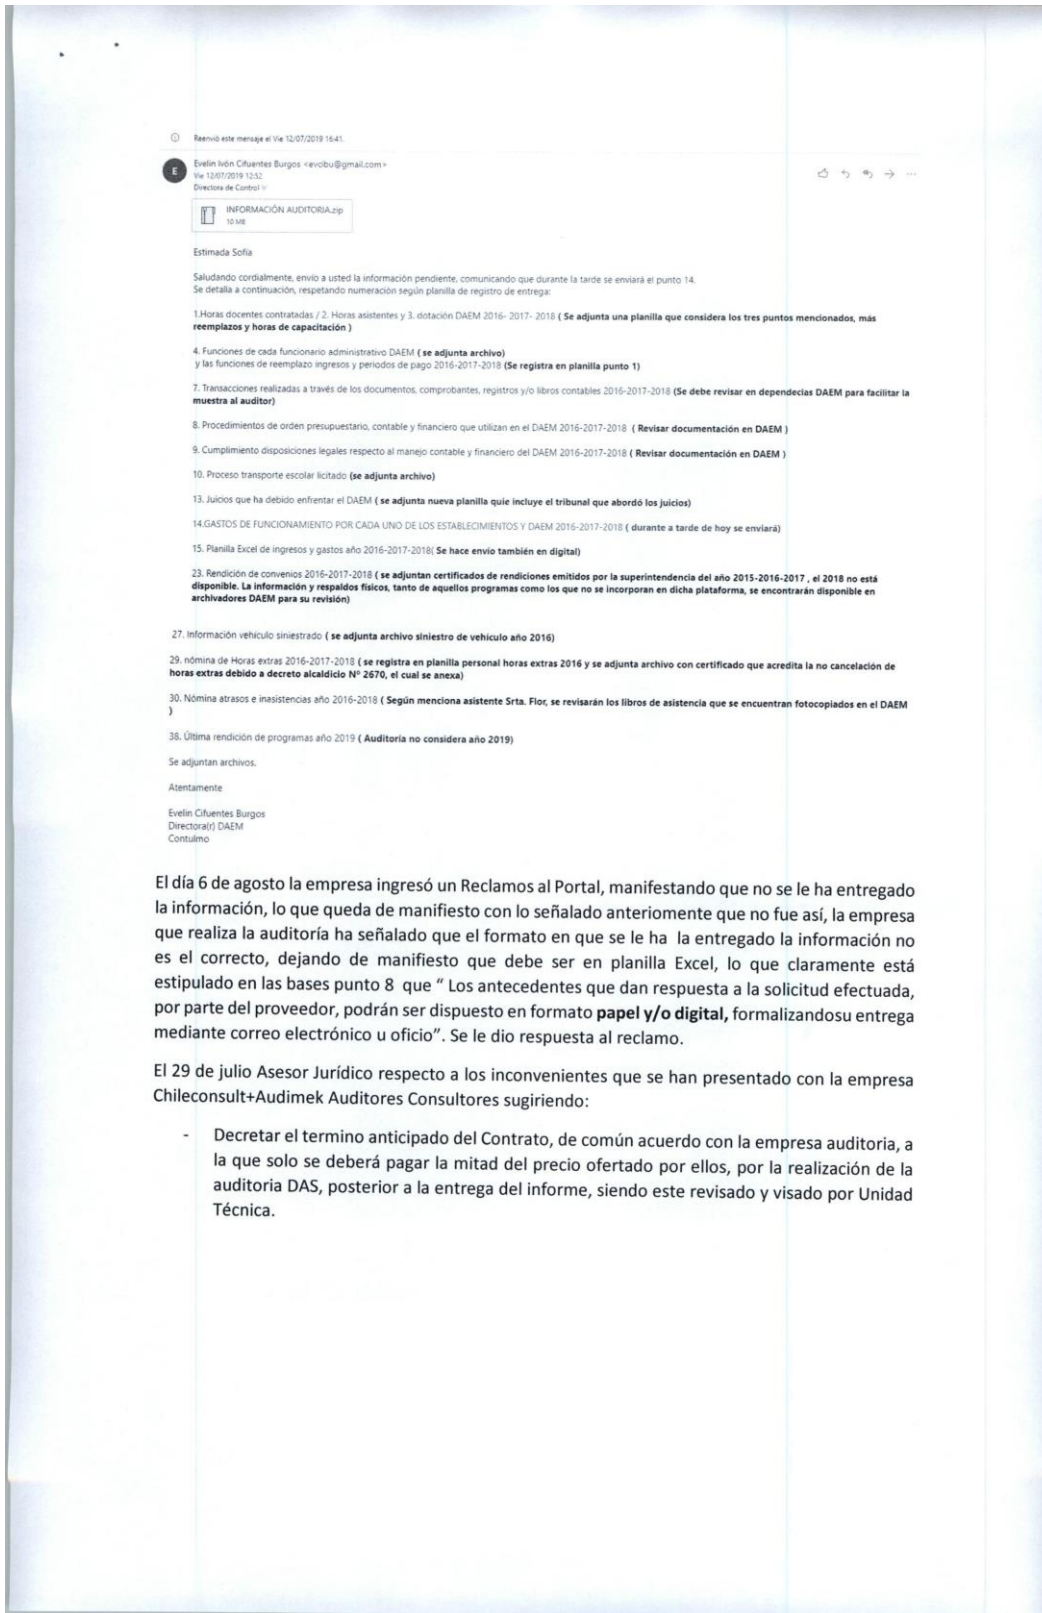 Reenvió este mensaje el Vie 12/07/2019 16:41.
E
Evelin Ivón Cifuentes Burgos <evcibu@gmail.com>
Vie 12/07/2019 12:52
Directora de Control
INFORMACIÓN AUDITORIA.zip
10 MB
Estimada Sofía
Saludando cordialmente, envío a usted la información pendiente, comunicando que durante la tarde se enviará el punto 14.
Se detalla a continuación, respetando numeración según planilla de registro de entrega:
1.Horas docentes contratadas / 2. Horas asistentes y 3. dotación DAEM 2016- 2017- 2018 ( Se adjunta una planilla que considera los tres puntos mencionados, más
reemplazos y horas de capacitación )
4. Funciones de cada funcionario administrativo DAEM ( se adjunta archivo)
y las funciones de reemplazo ingresos y periodos de pago 2016-2017-2018 (Se registra en planilla punto 1)
7. Transacciones realizadas a través de los documentos, comprobantes, registros y/o libros contables 2016-2017-2018 (Se debe revisar en dependecias DAEM para facilitar la
muestra al auditor)
8. Procedimientos de orden presupuestario, contable y financiero que utilizan en el DAEM 2016-2017-2018 ( Revisar documentación en DAEM )
9. Cumplimiento disposiciones legales respecto al manejo contable y financiero del DAEM 2016-2017-2018 ( Revisar documentación en DAEM )
10. Proceso transporte escolar licitado (se adjunta archivo)
13. Juicios que ha debido enfrentar el DAEM ( se adjunta nueva planilla quie incluye el tribunal que abordó los juicios)
14.GASTOS DE FUNCIONAMIENTO POR CADA UNO DE LOS ESTABLECIMIENTOS Y DAEM 2016-2017-2018 ( durante a tarde de hoy se enviará)
15. Planilla Excel de ingresos y gastos año 2016-2017-2018( Se hace envío también en digital)
23. Rendición de convenios 2016-2017-2018 ( se adjuntan certificados de rendiciones emitidos por la superintendencia del año 2015-2016-2017 , el 2018 no está
disponible. La información y respaldos físicos, tanto de aquellos programas como los que no se incorporan en dicha plataforma, se encontrarán disponible en
archivadores DAEM para su revisión)
27. Información vehículo siniestrado ( se adjunta archivo siniestro de vehículo año 2016)
29. nómina de Horas extras 2016-2017-2018 ( se registra en planilla personal horas extras 2016 y se adjunta archivo con certificado que acredita la no cancelación de
horas extras debido a decreto alcaldicio N° 2670, el cual se anexa)
30. Nómina atrasos e inasistencias año 2016-2018 ( Según menciona asistente Srta. Flor, se revisarán los libros de asistencia que se encuentran fotocopiados en el DAEM
)
38. Última rendición de programas año 2019 ( Auditoría no considera año 2019)
Se adjuntan archivos.
Atentamente
Evelin Cifuentes Burgos
Directora(r) DAEM
Contulmo
El día 6 de agosto la empresa ingresó un Reclamos al Portal, manifestando que no se le ha entregado
la información, lo que queda de manifiesto con lo señalado anteriomente que no fue así, la empresa
que realiza la auditoría ha señalado que el formato en que se le ha la entregado la información no
es el correcto, dejando de manifiesto que debe ser en planilla Excel, lo que claramente está
estipulado en las bases punto 8 que " Los antecedentes que dan respuesta a la solicitud efectuada,
por parte del proveedor, podrán ser dispuesto en formato papel y/o digital, formalizandosu entrega
mediante correo electrónico u oficio". Se le dio respuesta al reclamo.
El 29 de julio Asesor Jurídico respecto a los inconvenientes que se han presentado con la empresa
Chileconsult+Audimek Auditores Consultores sugiriendo:
- Decretar el termino anticipado del Contrato, de común acuerdo con la empresa auditoria, a
la que solo se deberá pagar la mitad del precio ofertado por ellos, por la realización de la
auditoria DAS, posterior a la entrega del informe, siendo este revisado y visado por Unidad
Técnica.